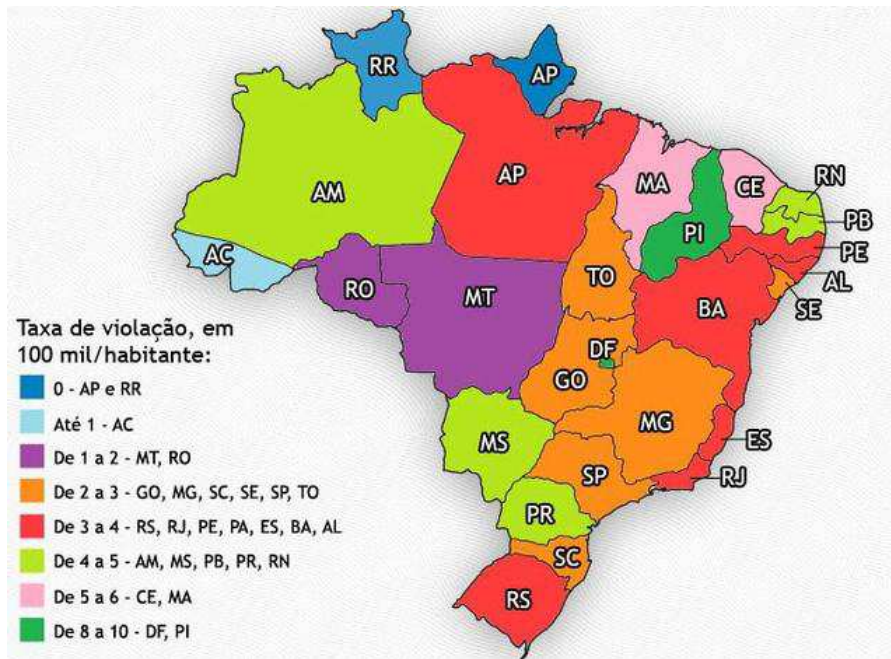 RR
AP
AM
AP
MA
CE
RN
PB
PI
PE
AC
AL
TO
SE
RO
MT
BA
DF
GO
MG
MS
ES
SP
RJ
PR
SC
RS
Taxa de violação, em
100 mil/habitante:
0 - AP e RR
Até 1 - AC
De 1 a 2 - MT, RO
De 2 a 3 - GO, MG, SC, SE, SP, TO
De 3 a 4 - RS, RJ, PE, PA, ES, BA, AL
De 4 a 5 - AM, MS, PB, PR, RN
De 5 a 6 - CE, MA
De 8 a 10 - DF, PI